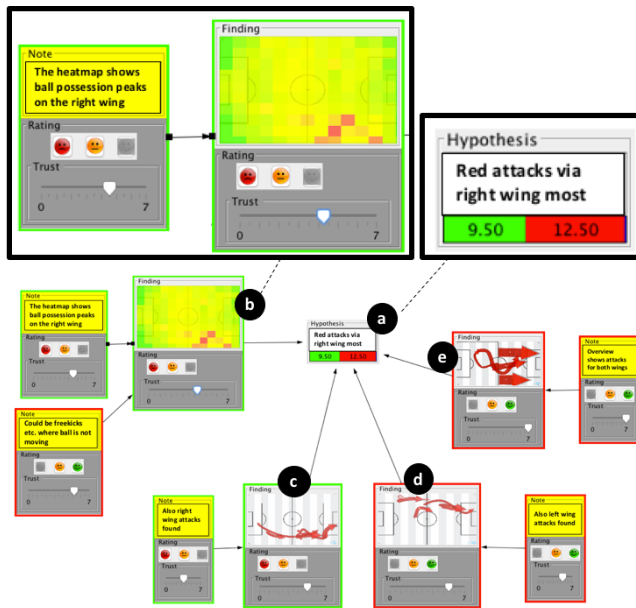 Note
The heatmap shows
ball possession peaks
on the right wing
Rating
Trust
0 7
Finding
Rating
Trust
0 7
Hypothesis
Red attacks via
right wing most
9.50 12.50
b
a
e
c
d
Note
The heatmap shows
ball possession peaks
on the right wing
Rating
Trust
0 7
Finding
Rating
Trust
0 7
Hypothesis
Red attacks via
right wing most
9.50 12.50
Finding
Rating
Trust
0 7
Note
Overview
shows attacks
for both wings
Rating
Trust
0 7
Note
Could be freekicks
etc. where ball is not
moving
Rating
Trust
0 7
Note
Also right
wing attacks
found
Rating
Trust
0 7
Finding
Rating
Trust
0 7
Finding
Rating
Trust
0 7
Note
Also left wing
attacks found
Rating
Trust
0 7